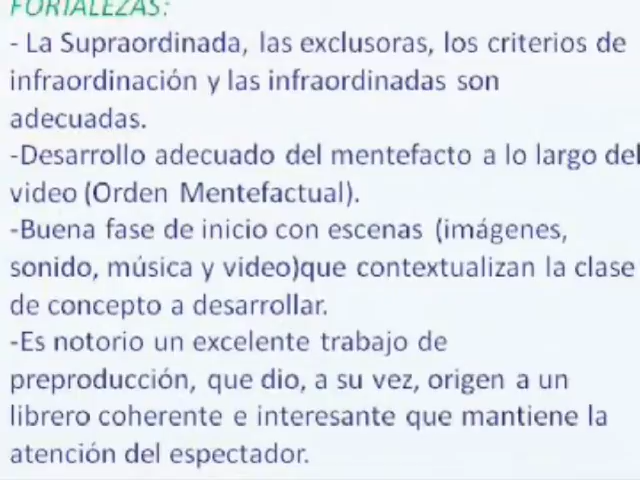 FORTALEZAS:
- La Supraordinada, las exclusoras, los criterios de
infraordinación y las infraordinadas son
adecuadas.
-Desarrollo adecuado del mentefacto a lo largo del
video (Orden Mentefactual).
-Buena fase de inicio con escenas (imágenes,
sonido, música y video)que contextualizan la clase
de concepto a desarrollar.
-Es notorio un excelente trabajo de
preproducción, que dio, a su vez, origen a un
librero coherente e interesante que mantiene la
atención del espectador.